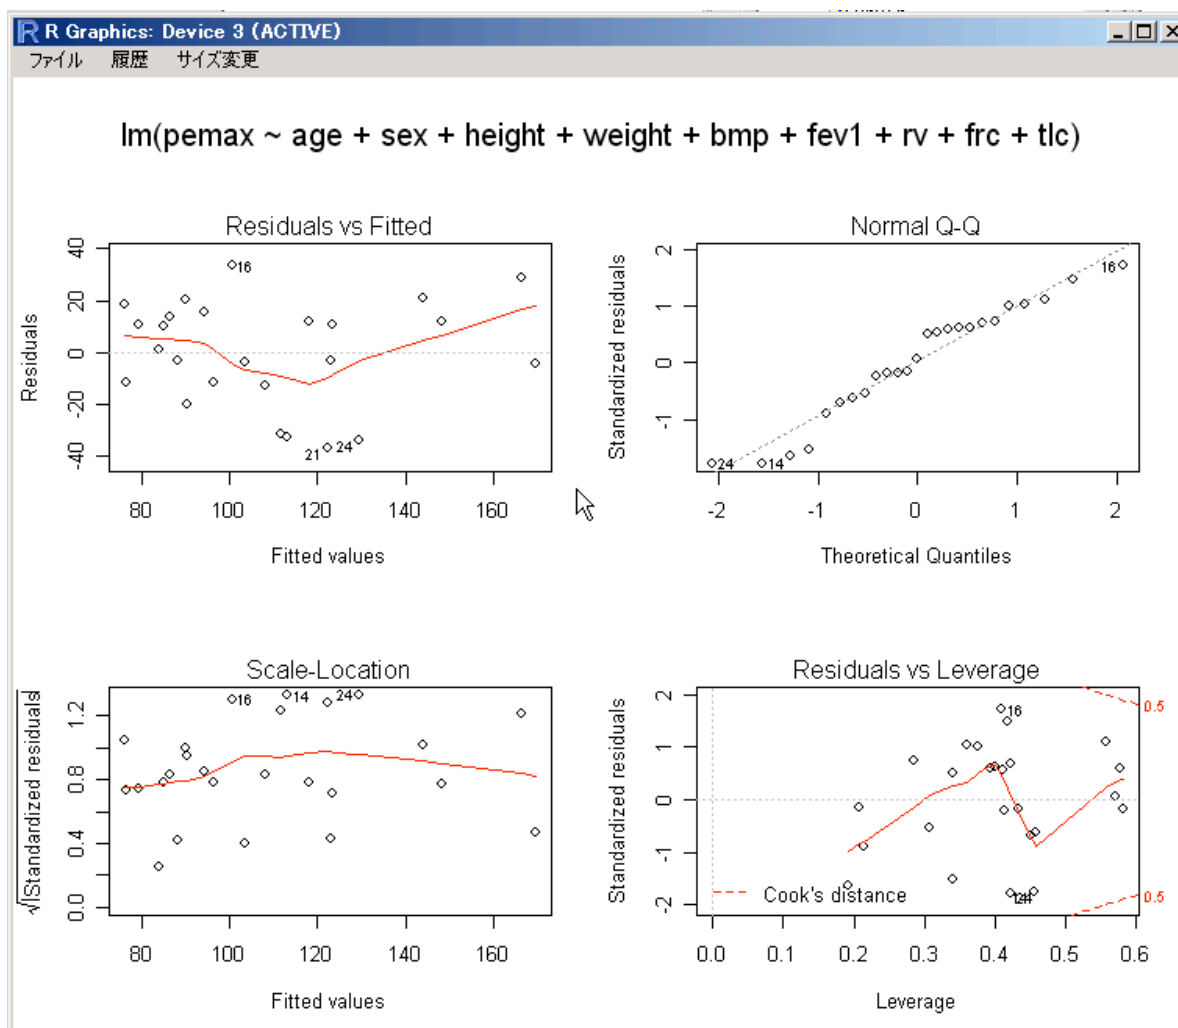 R Graphics: Device 3 (ACTIVE)
ファイル 履歴 サイズ変更
lm(pemax ~ age + sex + height + weight + bmp + fev1 + rv + frc + tlc)
Residuals vs Fitted
Residuals
-40 -20 0 20 40
16
21
24
80 100 120 140 160
Fitted values
Normal Q-Q
Standardized residuals
-1 0 1 2
16
24
14
-2 -1 0 1 2
Theoretical Quantiles
Scale-Location
√|Standardized residuals|
0.0 0.4 0.8 1.2
16
14
24
80 100 120 140 160
Fitted values
Residuals vs Leverage
Standardized residuals
-2 -1 0 1 2
16
0.5
0.5
Cook's distance
0.0 0.1 0.2 0.3 0.4 0.5 0.6
Leverage